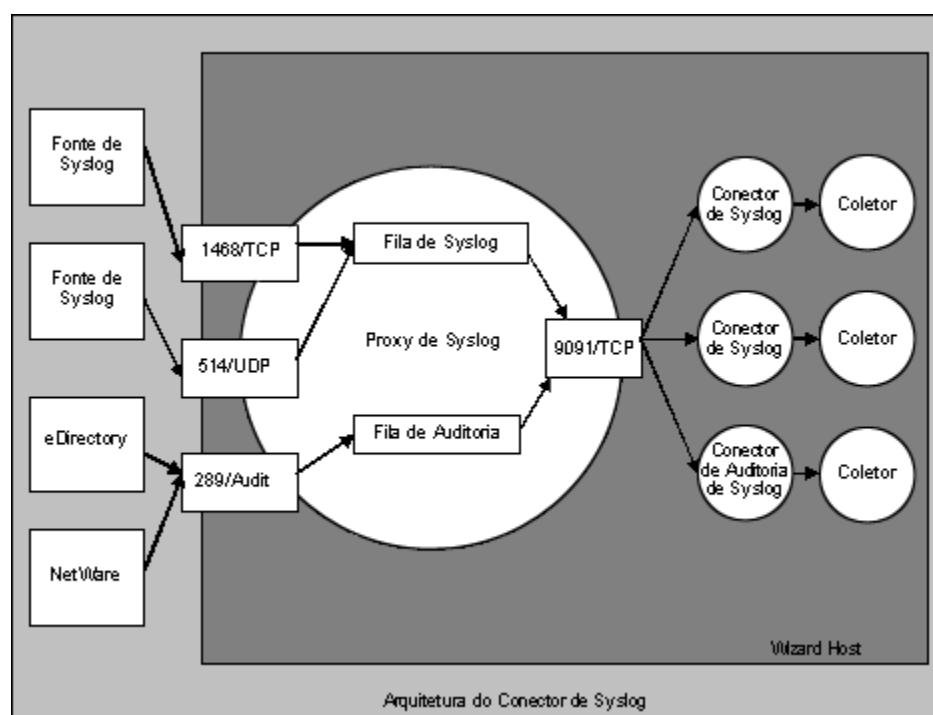 Fonte de
Syslog
Fonte de
Syslog
eDirectory
NetWare
1468/TCP
514/UDP
289/Audit
Fila de Syslog
Proxy de Syslog
Fila de Auditoria
9091/TCP
Conector
de Syslog
Coletor
Conector
de Syslog
Coletor
Conector
de Auditoria
de Syslog
Coletor
Wizard Host
Arquitetura do Conector de Syslog